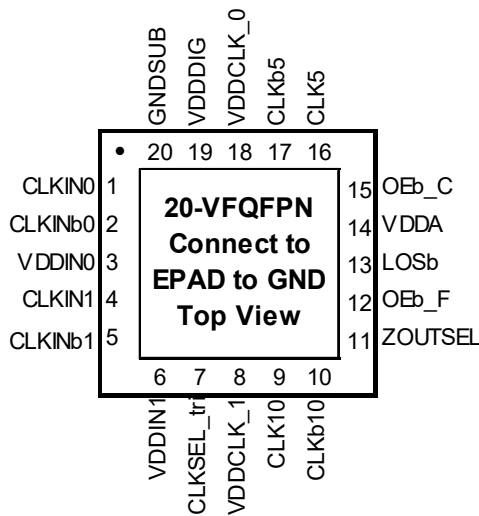 GNDSUB
VDDDIG
VDDCLK_0
CLKb5
CLK5
20 19 18 17 16
CLKIN0 1
CLKINb0 2
VDDIN0 3
CLKIN1 4
CLKINb1 5
20-VFQFPN
Connect to
EPAD to GND
Top View
15 OEb_C
14 VDDA
13 LOSb
12 OEb_F
11 ZOUTSEL
6 7 8 9 10
VDDIN1
CLKSEL_tri
VDDCLK_1
CLK10
CLKb10